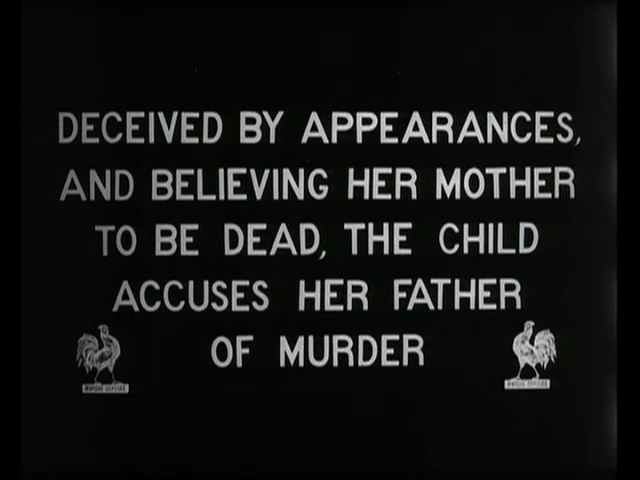 DECEIVED BY APPEARANCES,
AND BELIEVING HER MOTHER
TO BE DEAD, THE CHILD
ACCUSES HER FATHER
OF MURDER